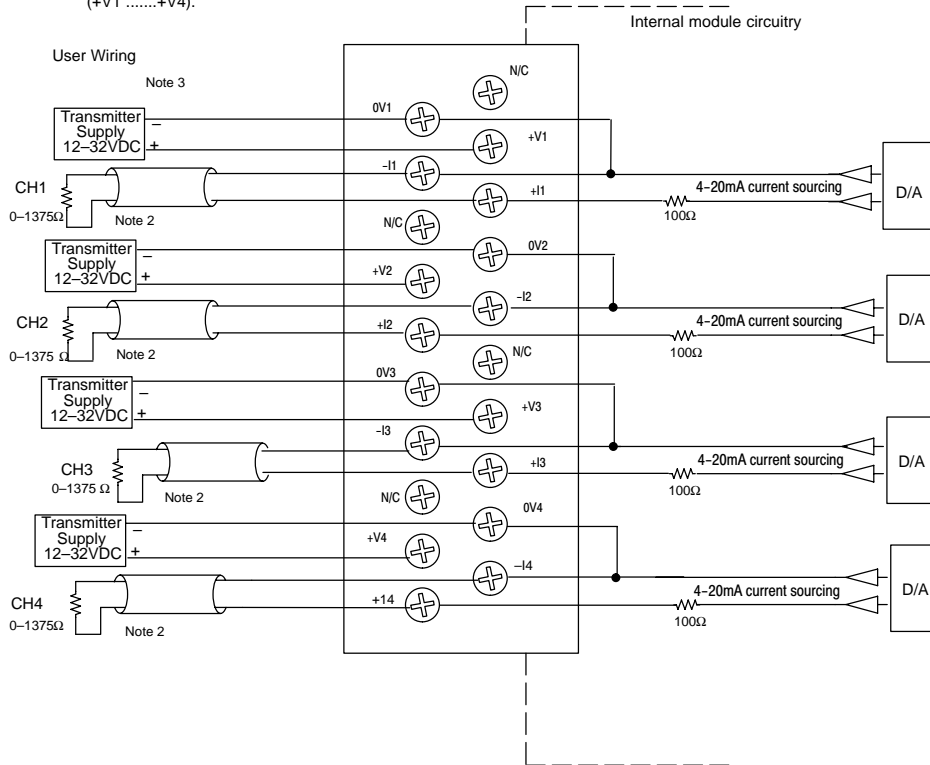 (+V1 .......+V4).
Internal module circuitry
User Wiring
Note 3
N/C
0V1
Transmitter
Supply
12–32VDC
–
+
+V1
–I1
CH1
0–1375Ω
Note 2
+I1
4–20mA current sourcing
100Ω
D/A
N/C
Transmitter
Supply
12–32VDC
–
+
0V2
+V2
–I2
CH2
0–1375 Ω
Note 2
+I2
4–20mA current sourcing
100Ω
D/A
N/C
0V3
Transmitter
Supply
12–32VDC
–
+
+V3
–I3
CH3
0–1375 Ω
Note 2
+I3
4–20mA current sourcing
100Ω
D/A
N/C
0V4
Transmitter
Supply
12–32VDC
–
+
+V4
–I4
CH4
0–1375Ω
Note 2
+14
4–20mA current sourcing
100Ω
D/A